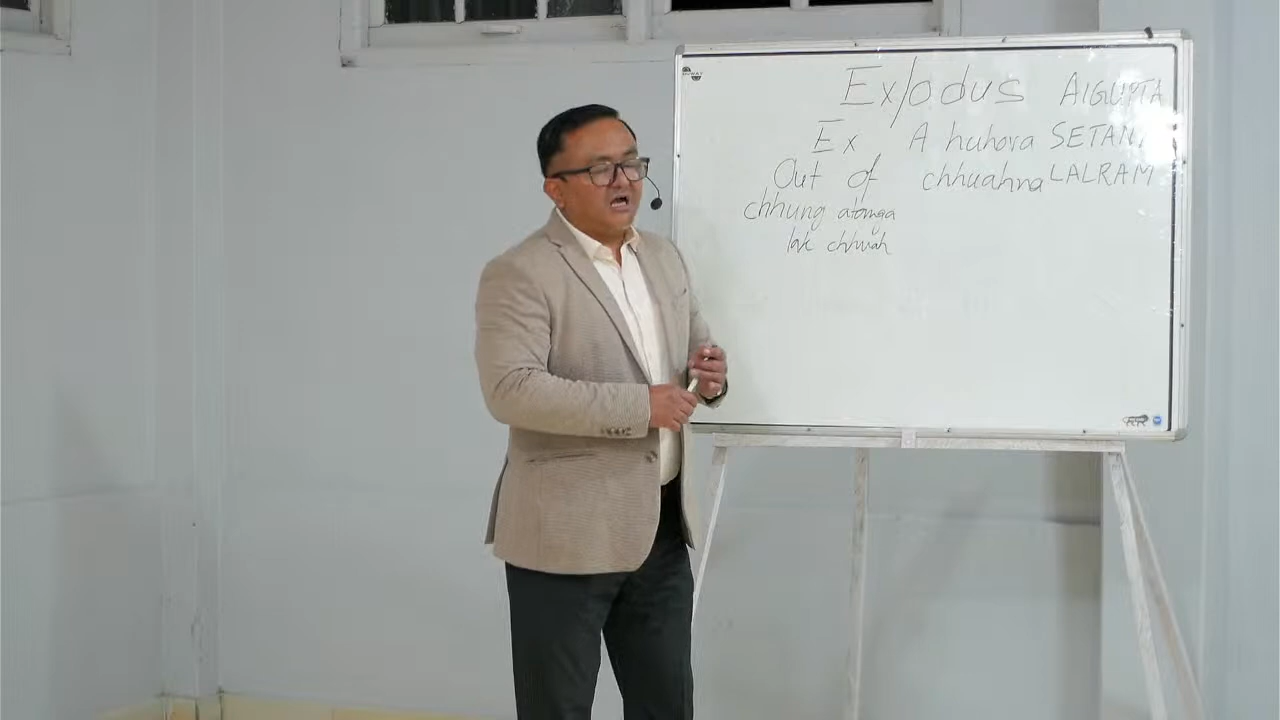 Ex/odus AIGUPTA
Ex A huhova SETANA
Out of chhuahna LALRAM
chhung atanga
lak chhuah